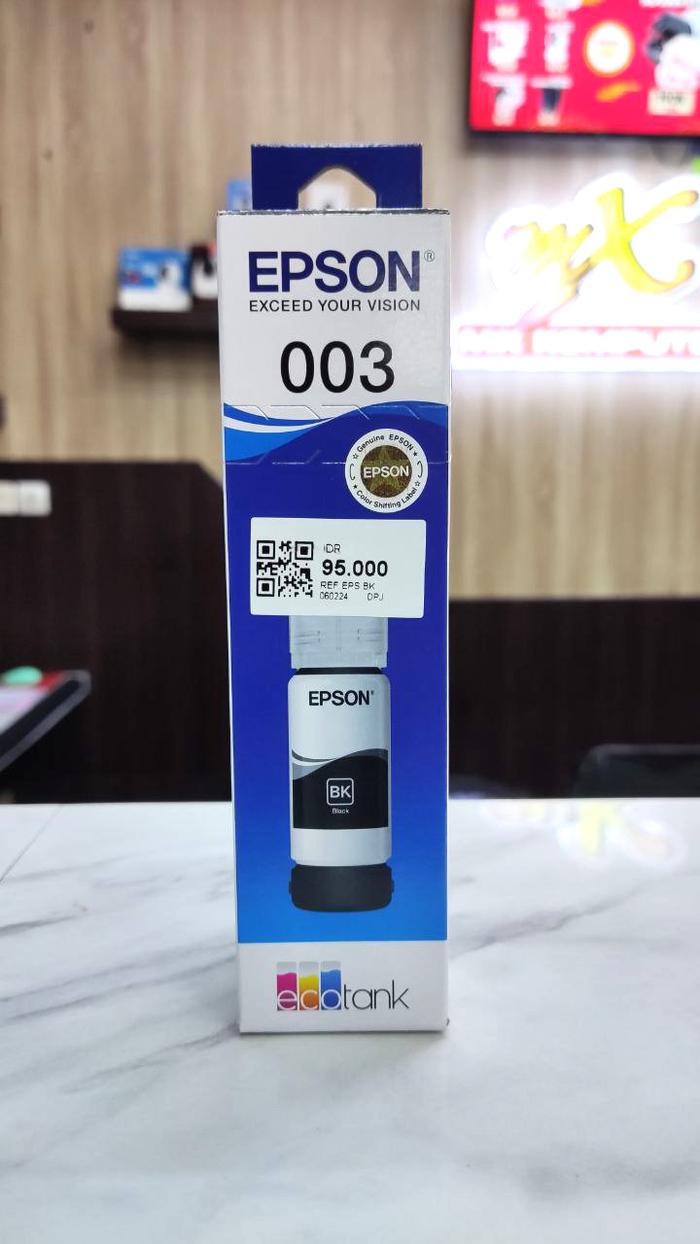 EPSON®
EXCEED YOUR VISION
003
Genuine EPSON
EPSON
Color Shifting Label
IDR
95.000
REF EPS BK
060224 DPJ
EPSON
BK
Black
ecotank